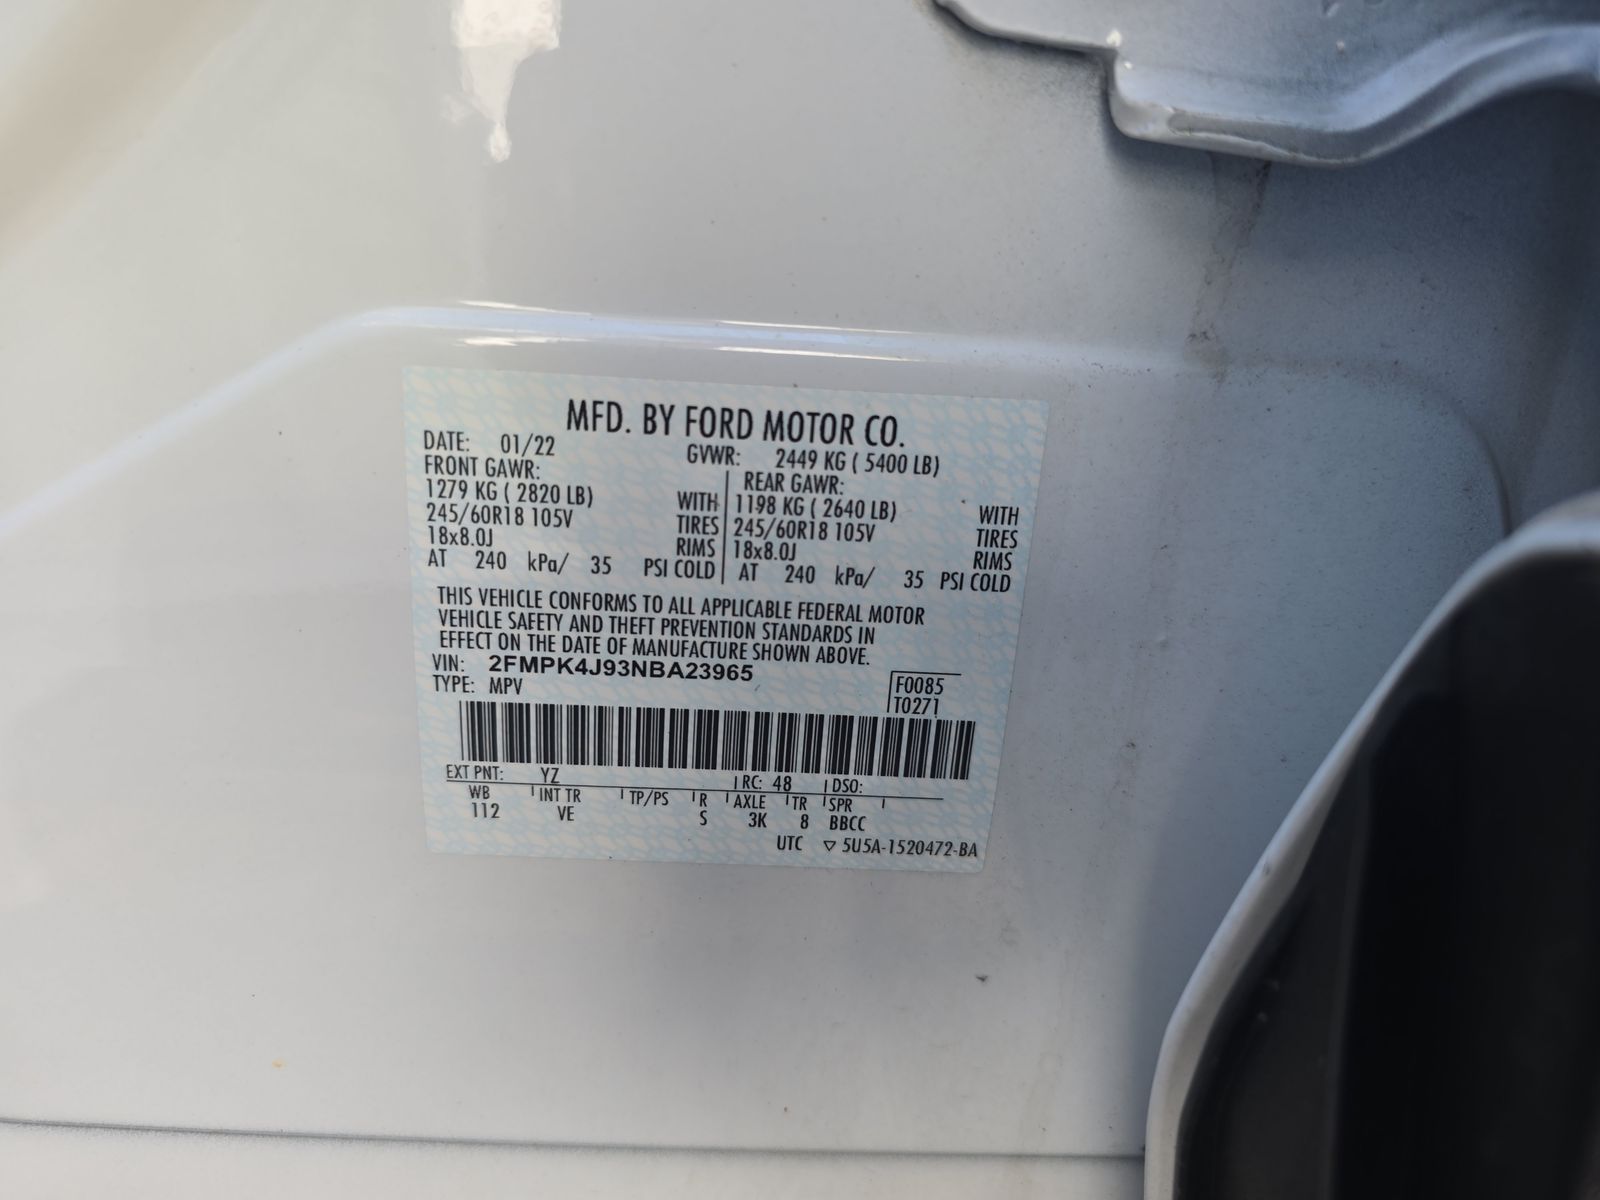 MFD. BY FORD MOTOR CO.
DATE: 01/22
GVWR: 2449 KG ( 5400 LB)
FRONT GAWR:
1279 KG ( 2820 LB) WITH
245/60R18 105V TIRES
18x8.0J RIMS
AT 240 kPa/ 35 PSI COLD
REAR GAWR:
1198 KG ( 2640 LB) WITH
245/60R18 105V TIRES
18x8.0J RIMS
AT 240 kPa/ 35 PSI COLD
THIS VEHICLE CONFORMS TO ALL APPLICABLE FEDERAL MOTOR
VEHICLE SAFETY AND THEFT PREVENTION STANDARDS IN
EFFECT ON THE DATE OF MANUFACTURE SHOWN ABOVE.
VIN: 2FMPK4J93NBA23965
TYPE: MPV
F0085
T0271
EXT PNT: YZ RC: 48 DSO:
WB INT TR TP/PS R AXLE TR SPR
112 VE S 3K 8 BBCC
UTC ▽ 5U5A-1520472-BA